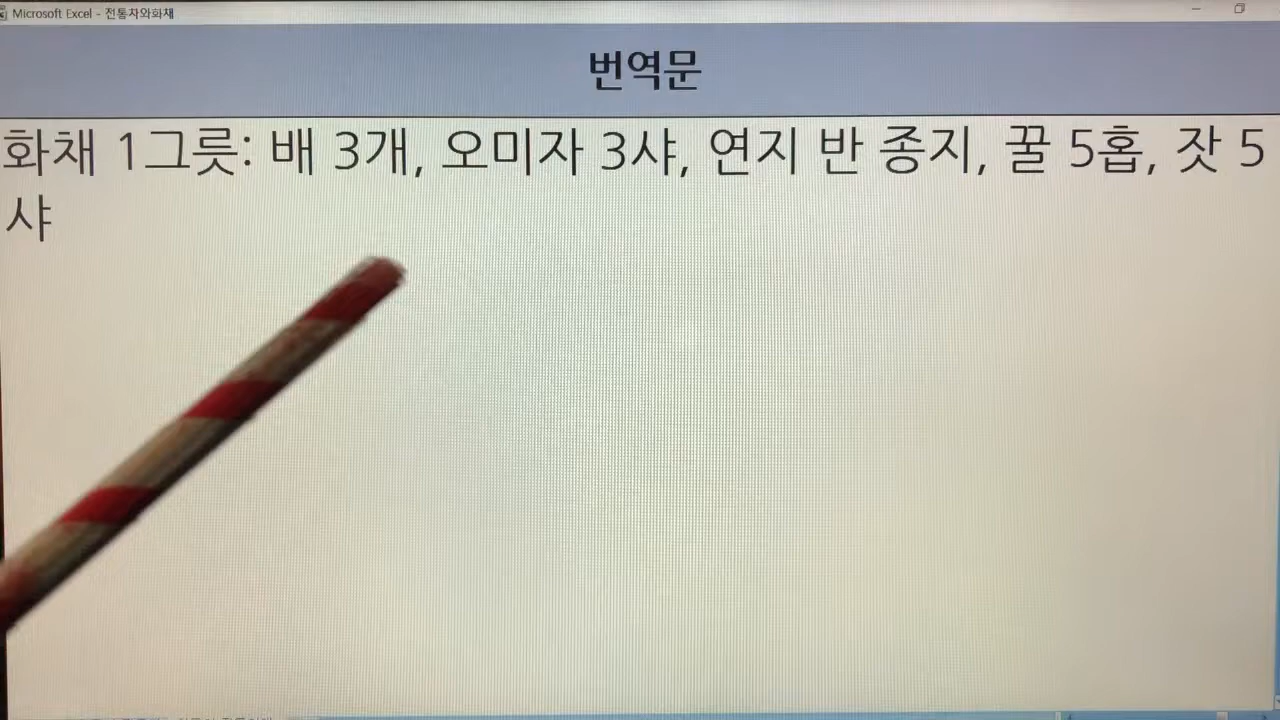 Microsoft Excel - 전통차와화채
번역문
화채 1그릇: 배 3개, 오미자 3샤, 연지 반 종지, 꿀 5홉, 잣 5
샤